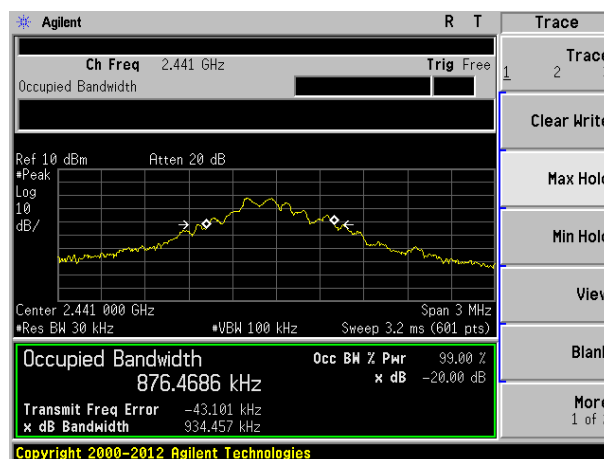 Agilent R T Trace
Ch Freq 2.441 GHz Trig Free
Occupied Bandwidth
Trace
1 2
Clear Write
Max Hold
Min Hold
View
Blank
More
1 of
Ref 10 dBm Atten 20 dB
#Peak
Log
10
dB/
Center 2.441 000 GHz Span 3 MHz
#Res BW 30 kHz #VBW 100 kHz Sweep 3.2 ms (601 pts)
Occupied Bandwidth Occ BW % Pwr 99.00 %
876.4686 kHz x dB -20.00 dB
Transmit Freq Error -43.101 kHz
x dB Bandwidth 934.457 kHz
Copyright 2000-2012 Agilent Technologies